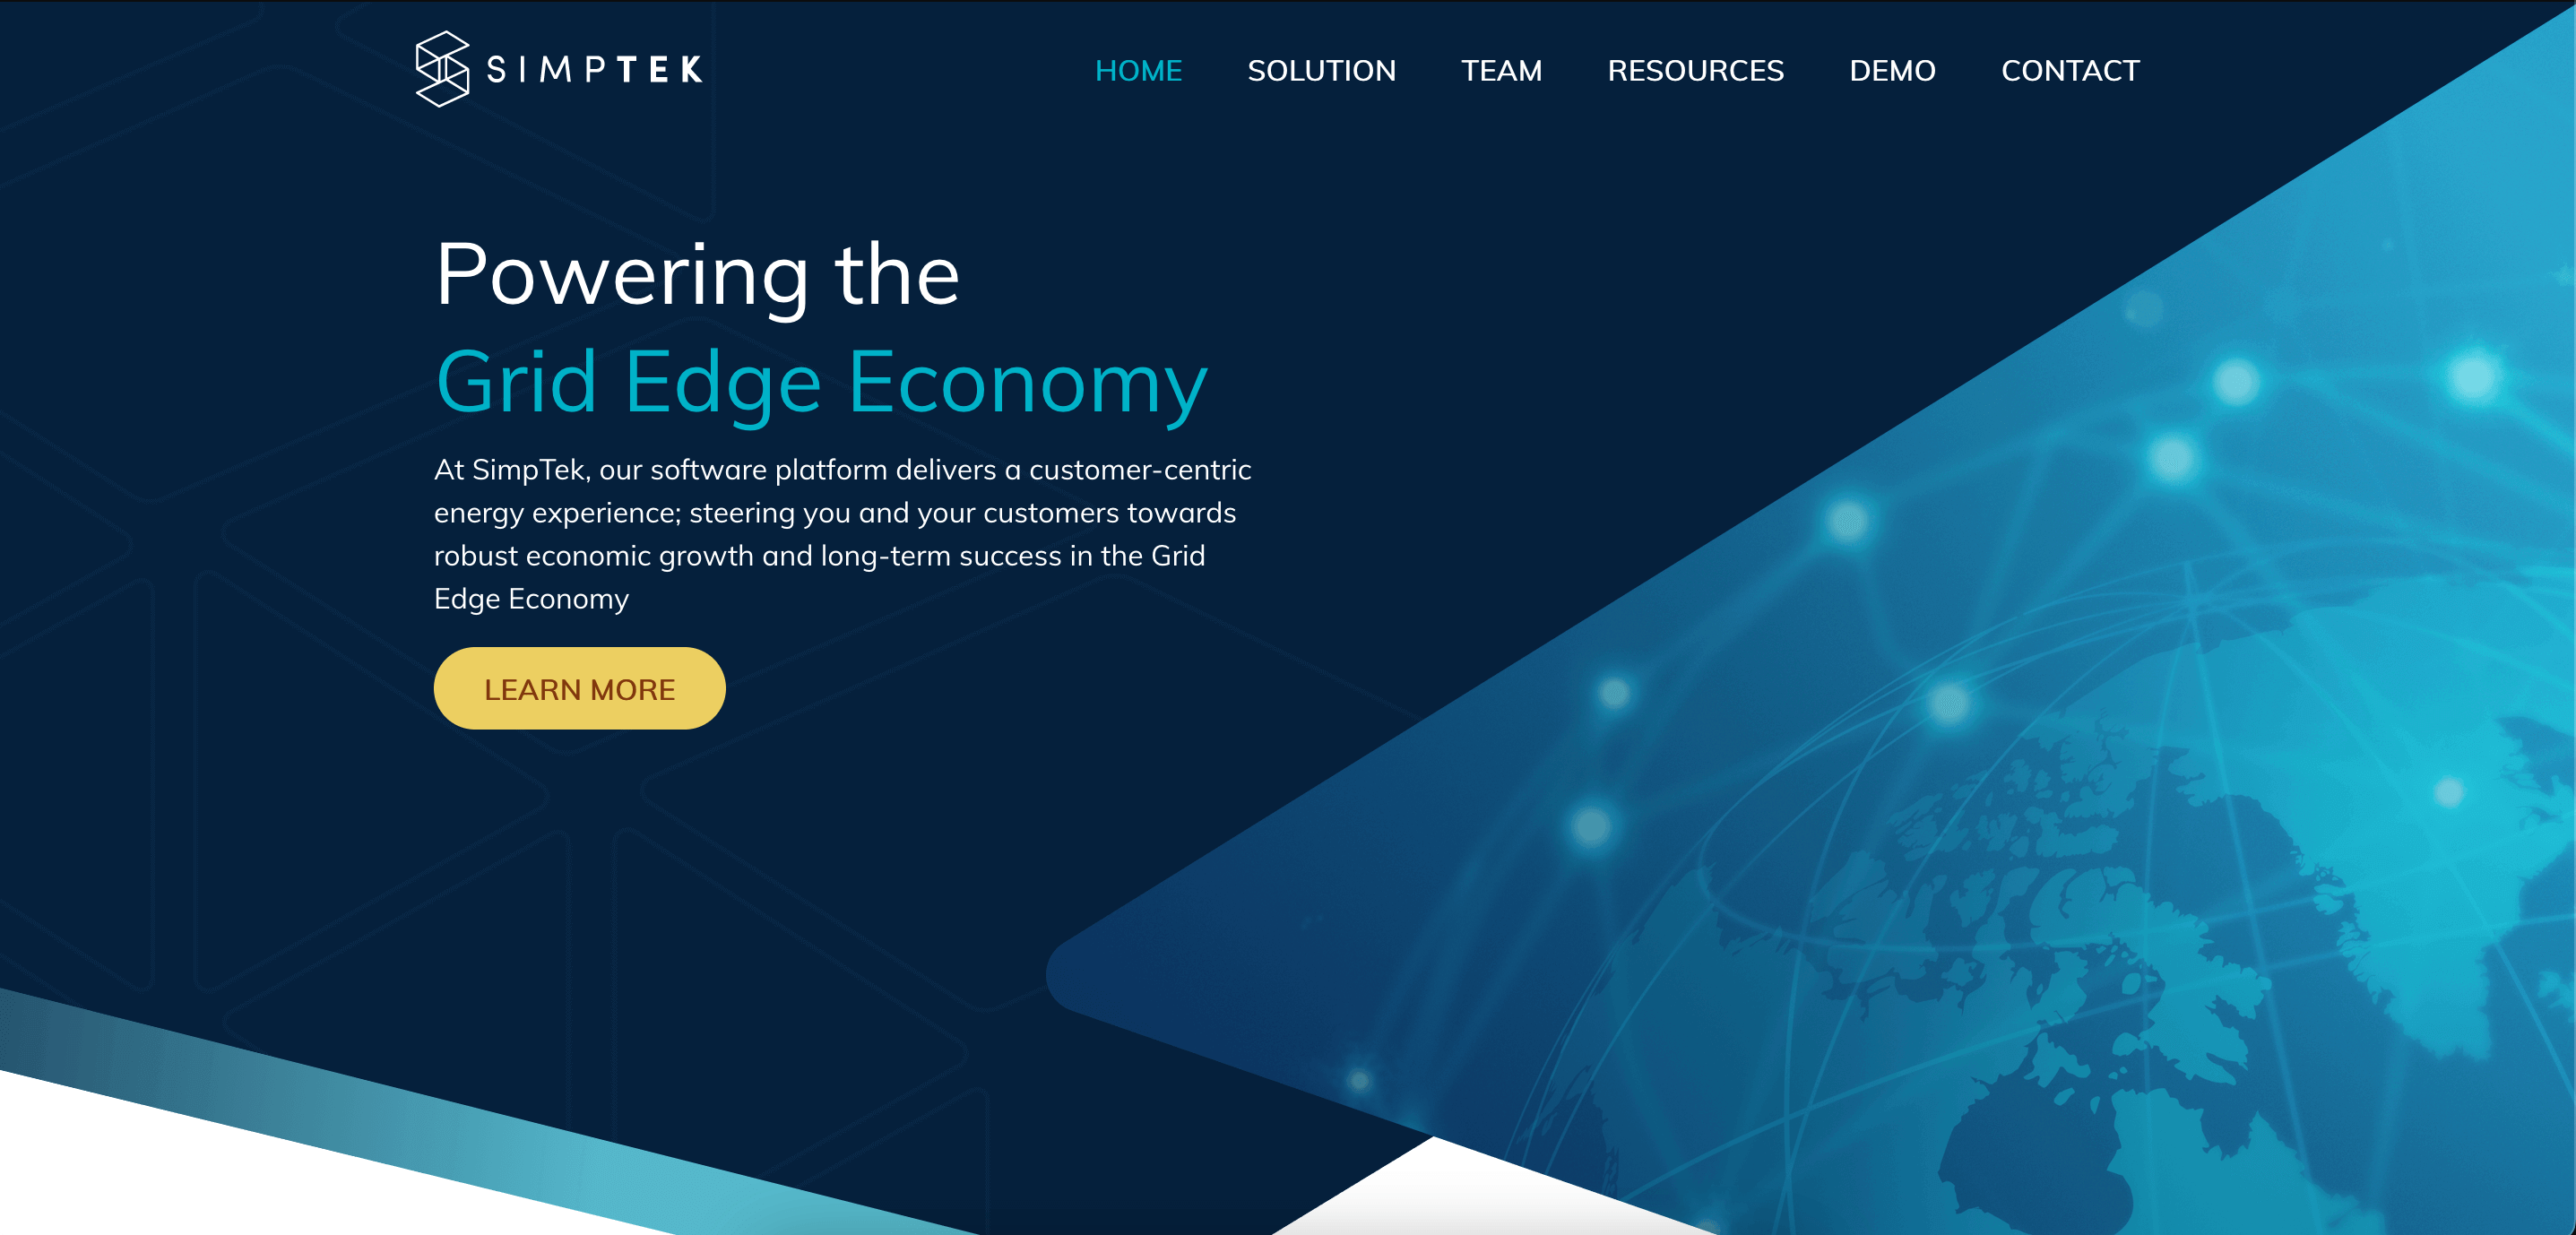 SIMPTEK
HOME SOLUTION TEAM RESOURCES DEMO CONTACT
Powering the
Grid Edge Economy
At SimpTek, our software platform delivers a customer-centric
energy experience; steering you and your customers towards
robust economic growth and long-term success in the Grid
Edge Economy
LEARN MORE